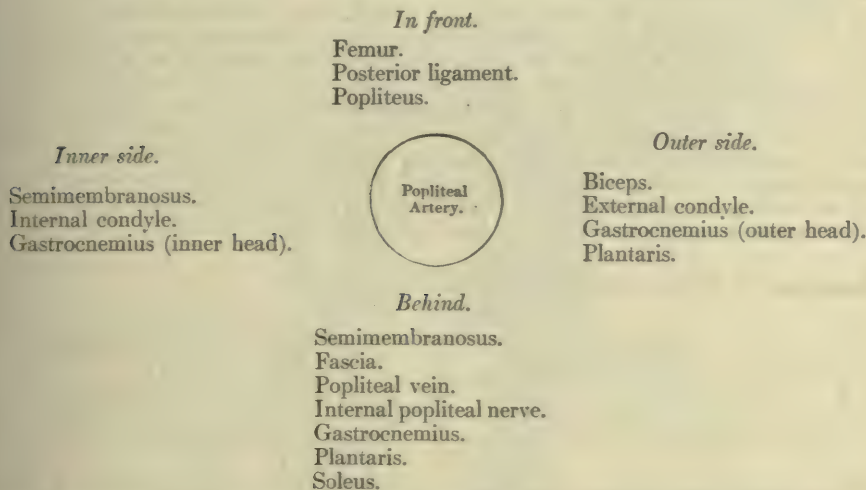 In front.
Femur.
Posterior ligament.
Popliteus.
Inner side.
Semimembranosus.
Internal condyle.
Gastrocnemius (inner head).
Popliteal
Artery.
Outer side.
Biceps.
External condyle.
Gastrocnemius (outer head).
Plantaris.
Behind.
Semimembranosus.
Fascia.
Popliteal vein.
Internal popliteal nerve.
Gastrocnemius.
Plantaris.
Soleus.